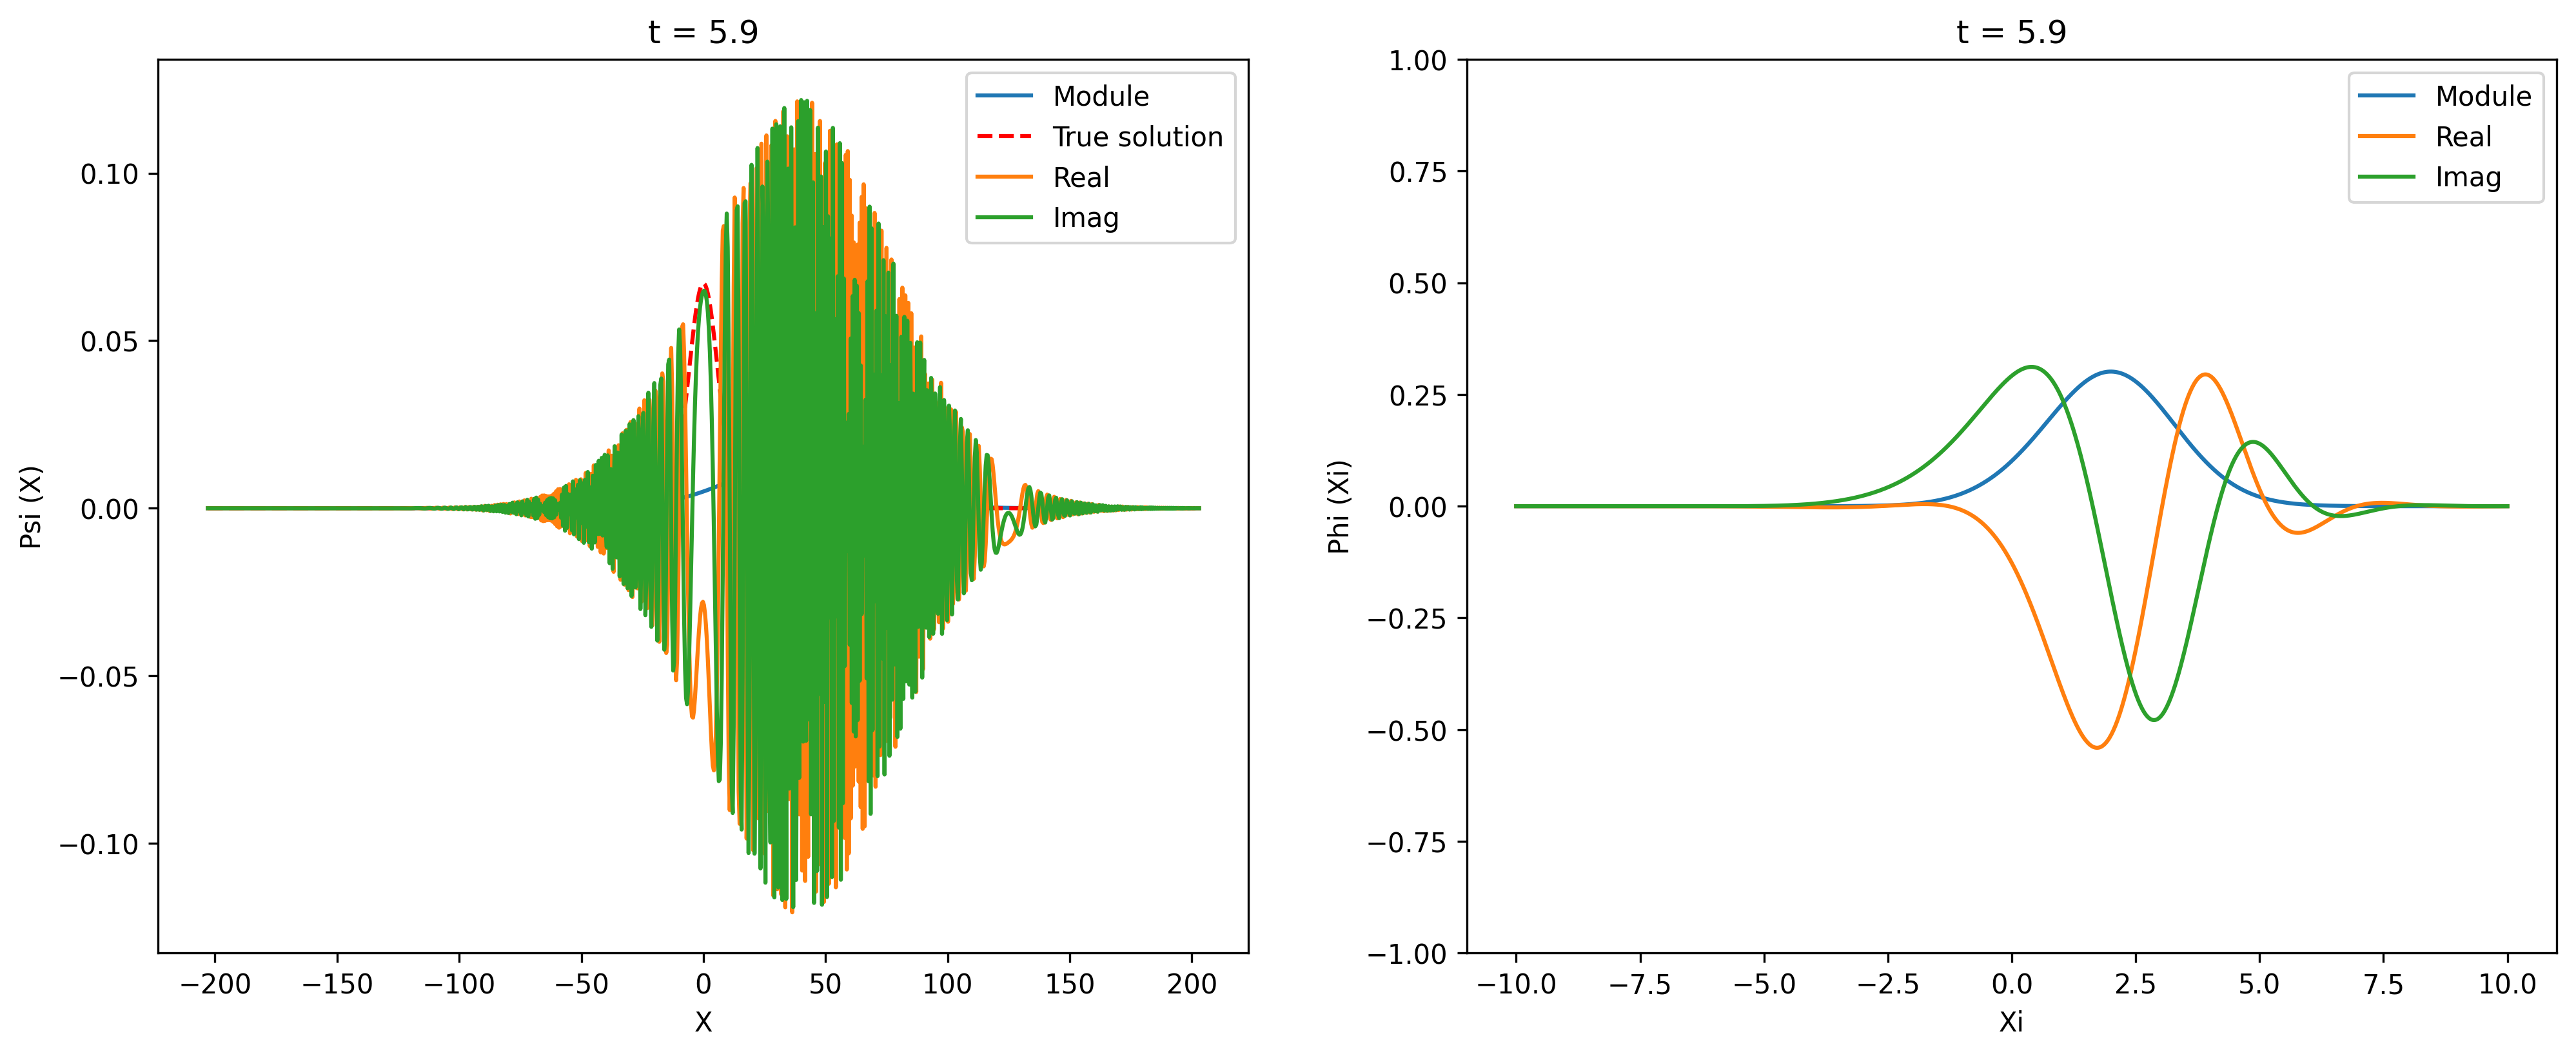 t = 5.9
Psi (X)
0.10
0.05
0.00
−0.05
−0.10
−200 −150 −100 −50 0 50 100 150 200
X
Module
True solution
Real
Imag
t = 5.9
Phi (Xi)
1.00
0.75
0.50
0.25
0.00
−0.25
−0.50
−0.75
−1.00
−10.0 −7.5 −5.0 −2.5 0.0 2.5 5.0 7.5 10.0
Xi
Module
Real
Imag